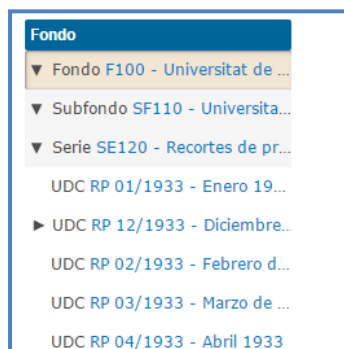 Fondo
▼ Fondo F100 - Universitat de ...
▼ Subfondo SF110 - Universita...
▼ Serie SE120 - Recortes de pr...
UDC RP 01/1933 - Enero 19...
► UDC RP 12/1933 - Diciembre...
UDC RP 02/1933 - Febrero d...
UDC RP 03/1933 - Marzo de ...
UDC RP 04/1933 - Abril 1933